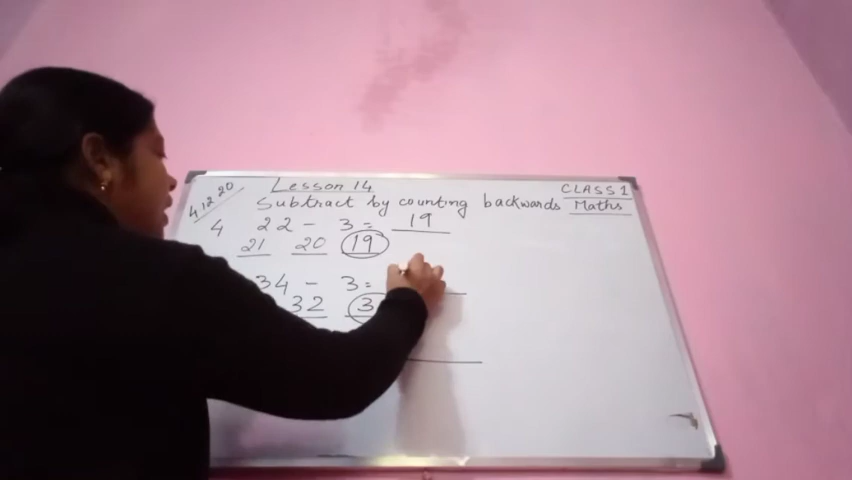 Lesson 14
CLASS 1
4 12 20
Subtract by counting backwards Maths
4 22 - 3 = 19
21 20 19
34 - 3 =
32 3